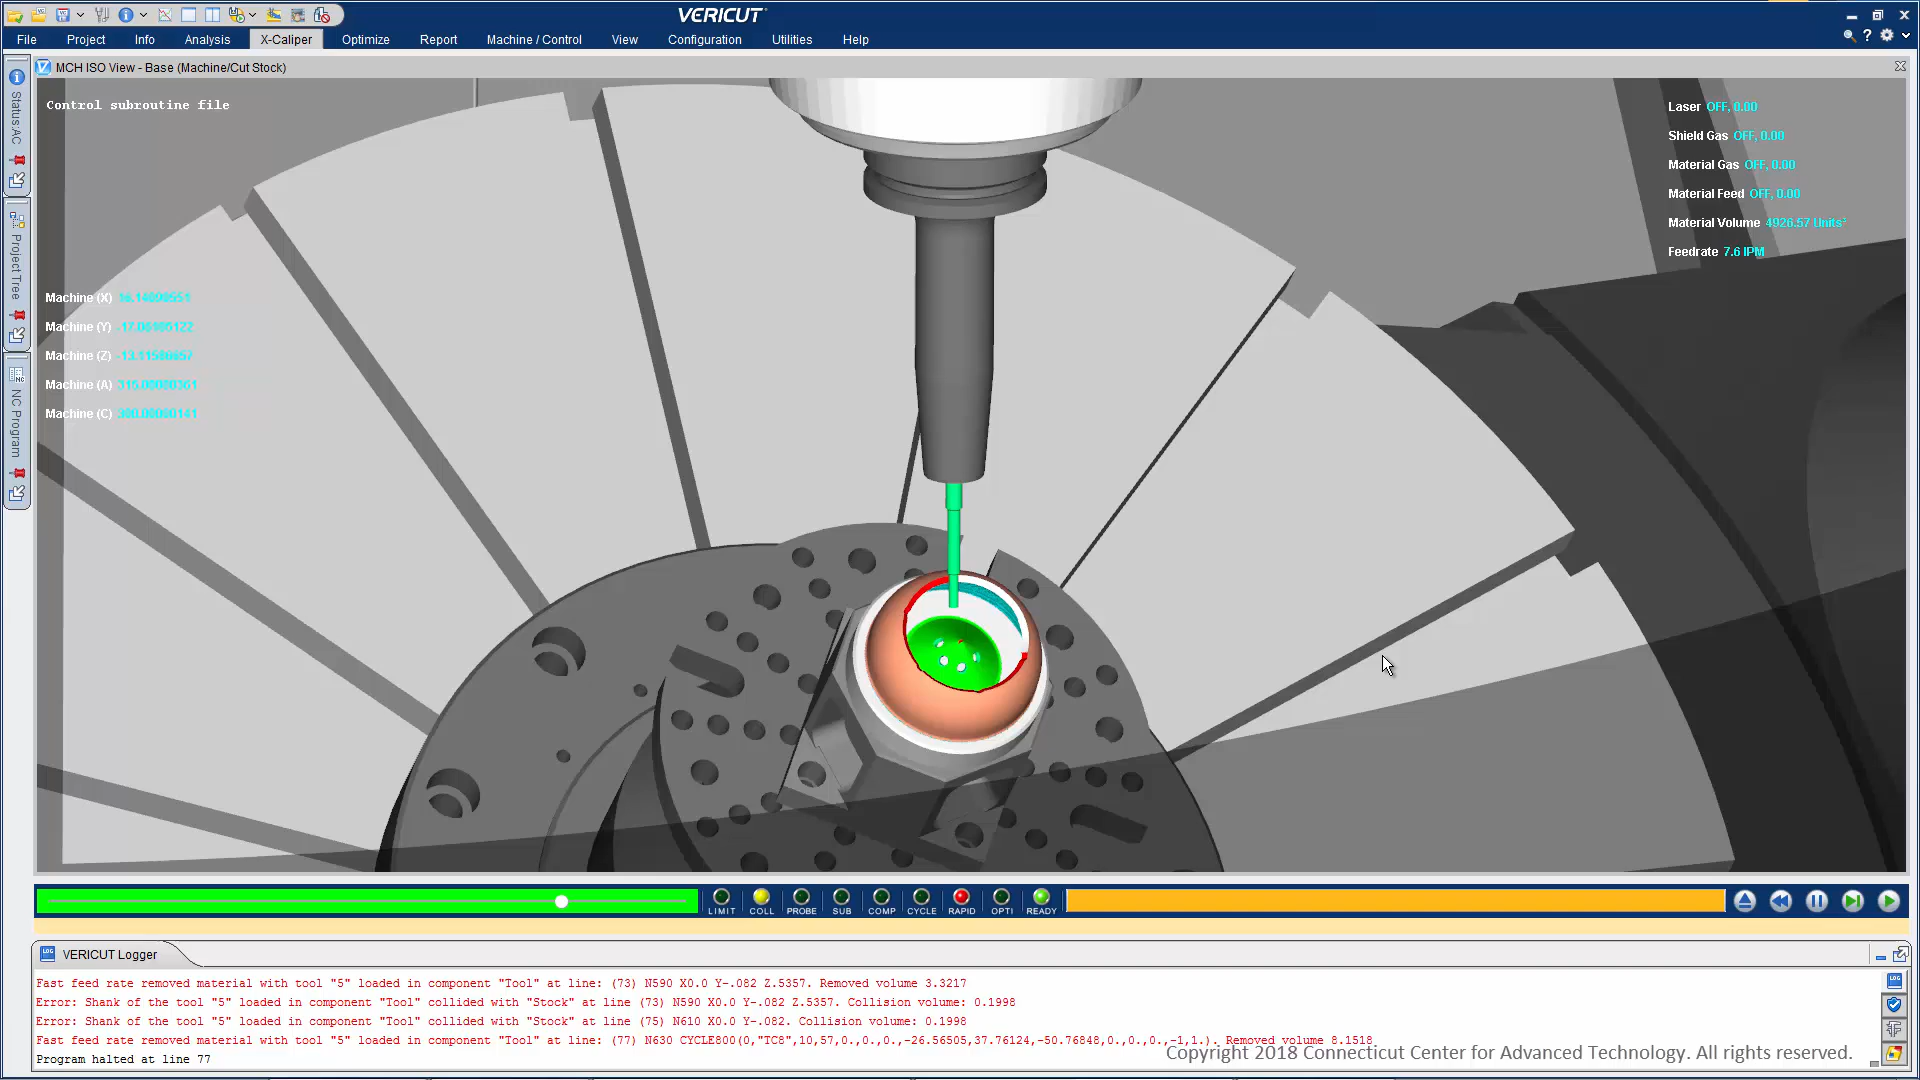 VERICUT
File Project Info Analysis X-Caliper Optimize Report Machine / Control View Configuration Utilities Help
MCH ISO View - Base (Machine/Cut Stock)
Control subroutine file
Laser OFF, 0.00
Shield Gas OFF, 0.00
Material Gas OFF, 0.00
Material Feed OFF, 0.00
Material Volume 4926.57 Units³
Feedrate 7.6 IPM
Machine (X)
Machine (Y)
Machine (Z)
Machine (A)
Machine (C)
Status:AC
Project Tree
NC Program
LIMIT COLL PROBE SUB COMP CYCLE RAPID OPTI READY
VERICUT Logger
Fast feed rate removed material with tool "5" loaded in component "Tool" at line: (73) N590 X0.0 Y-.082 Z.5357. Removed volume 3.3217
Error: Shank of the tool "5" loaded in component "Tool" collided with "Stock" at line (73) N590 X0.0 Y-.082 Z.5357. Collision volume: 0.1998
Error: Shank of the tool "5" loaded in component "Tool" collided with "Stock" at line (75) N610 X0.0 Y-.082. Collision volume: 0.1998
Fast feed rate removed material with tool "5" loaded in component "Tool" at line: (77) N630 CYCLE800(0,"TC8",10,57,0.,0.,0.,-26.56505,37.76124,-50.76848,0.,0.,0.,-1,1.). Removed volume 8.1518
Program halted at line 77
Copyright 2018 Connecticut Center for Advanced Technology. All rights reserved.